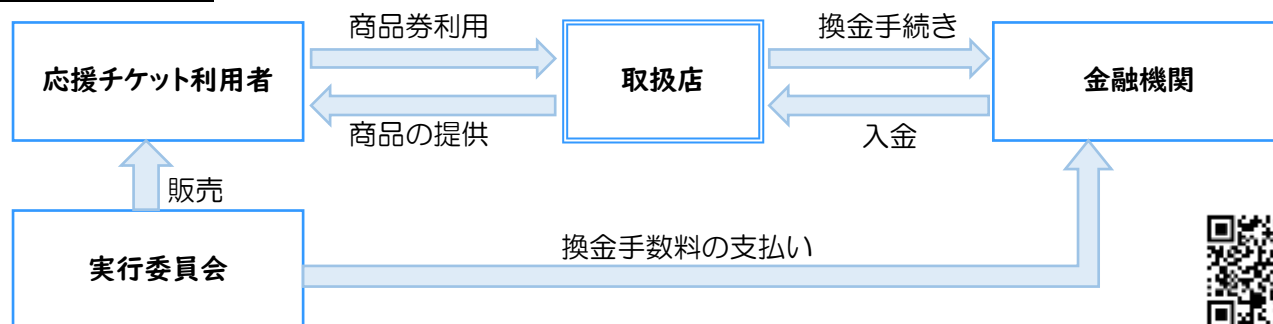 商品券利用
換金手続き
応援チケット利用者
取扱店
金融機関
商品の提供
入金
販売
実行委員会
換金手数料の支払い